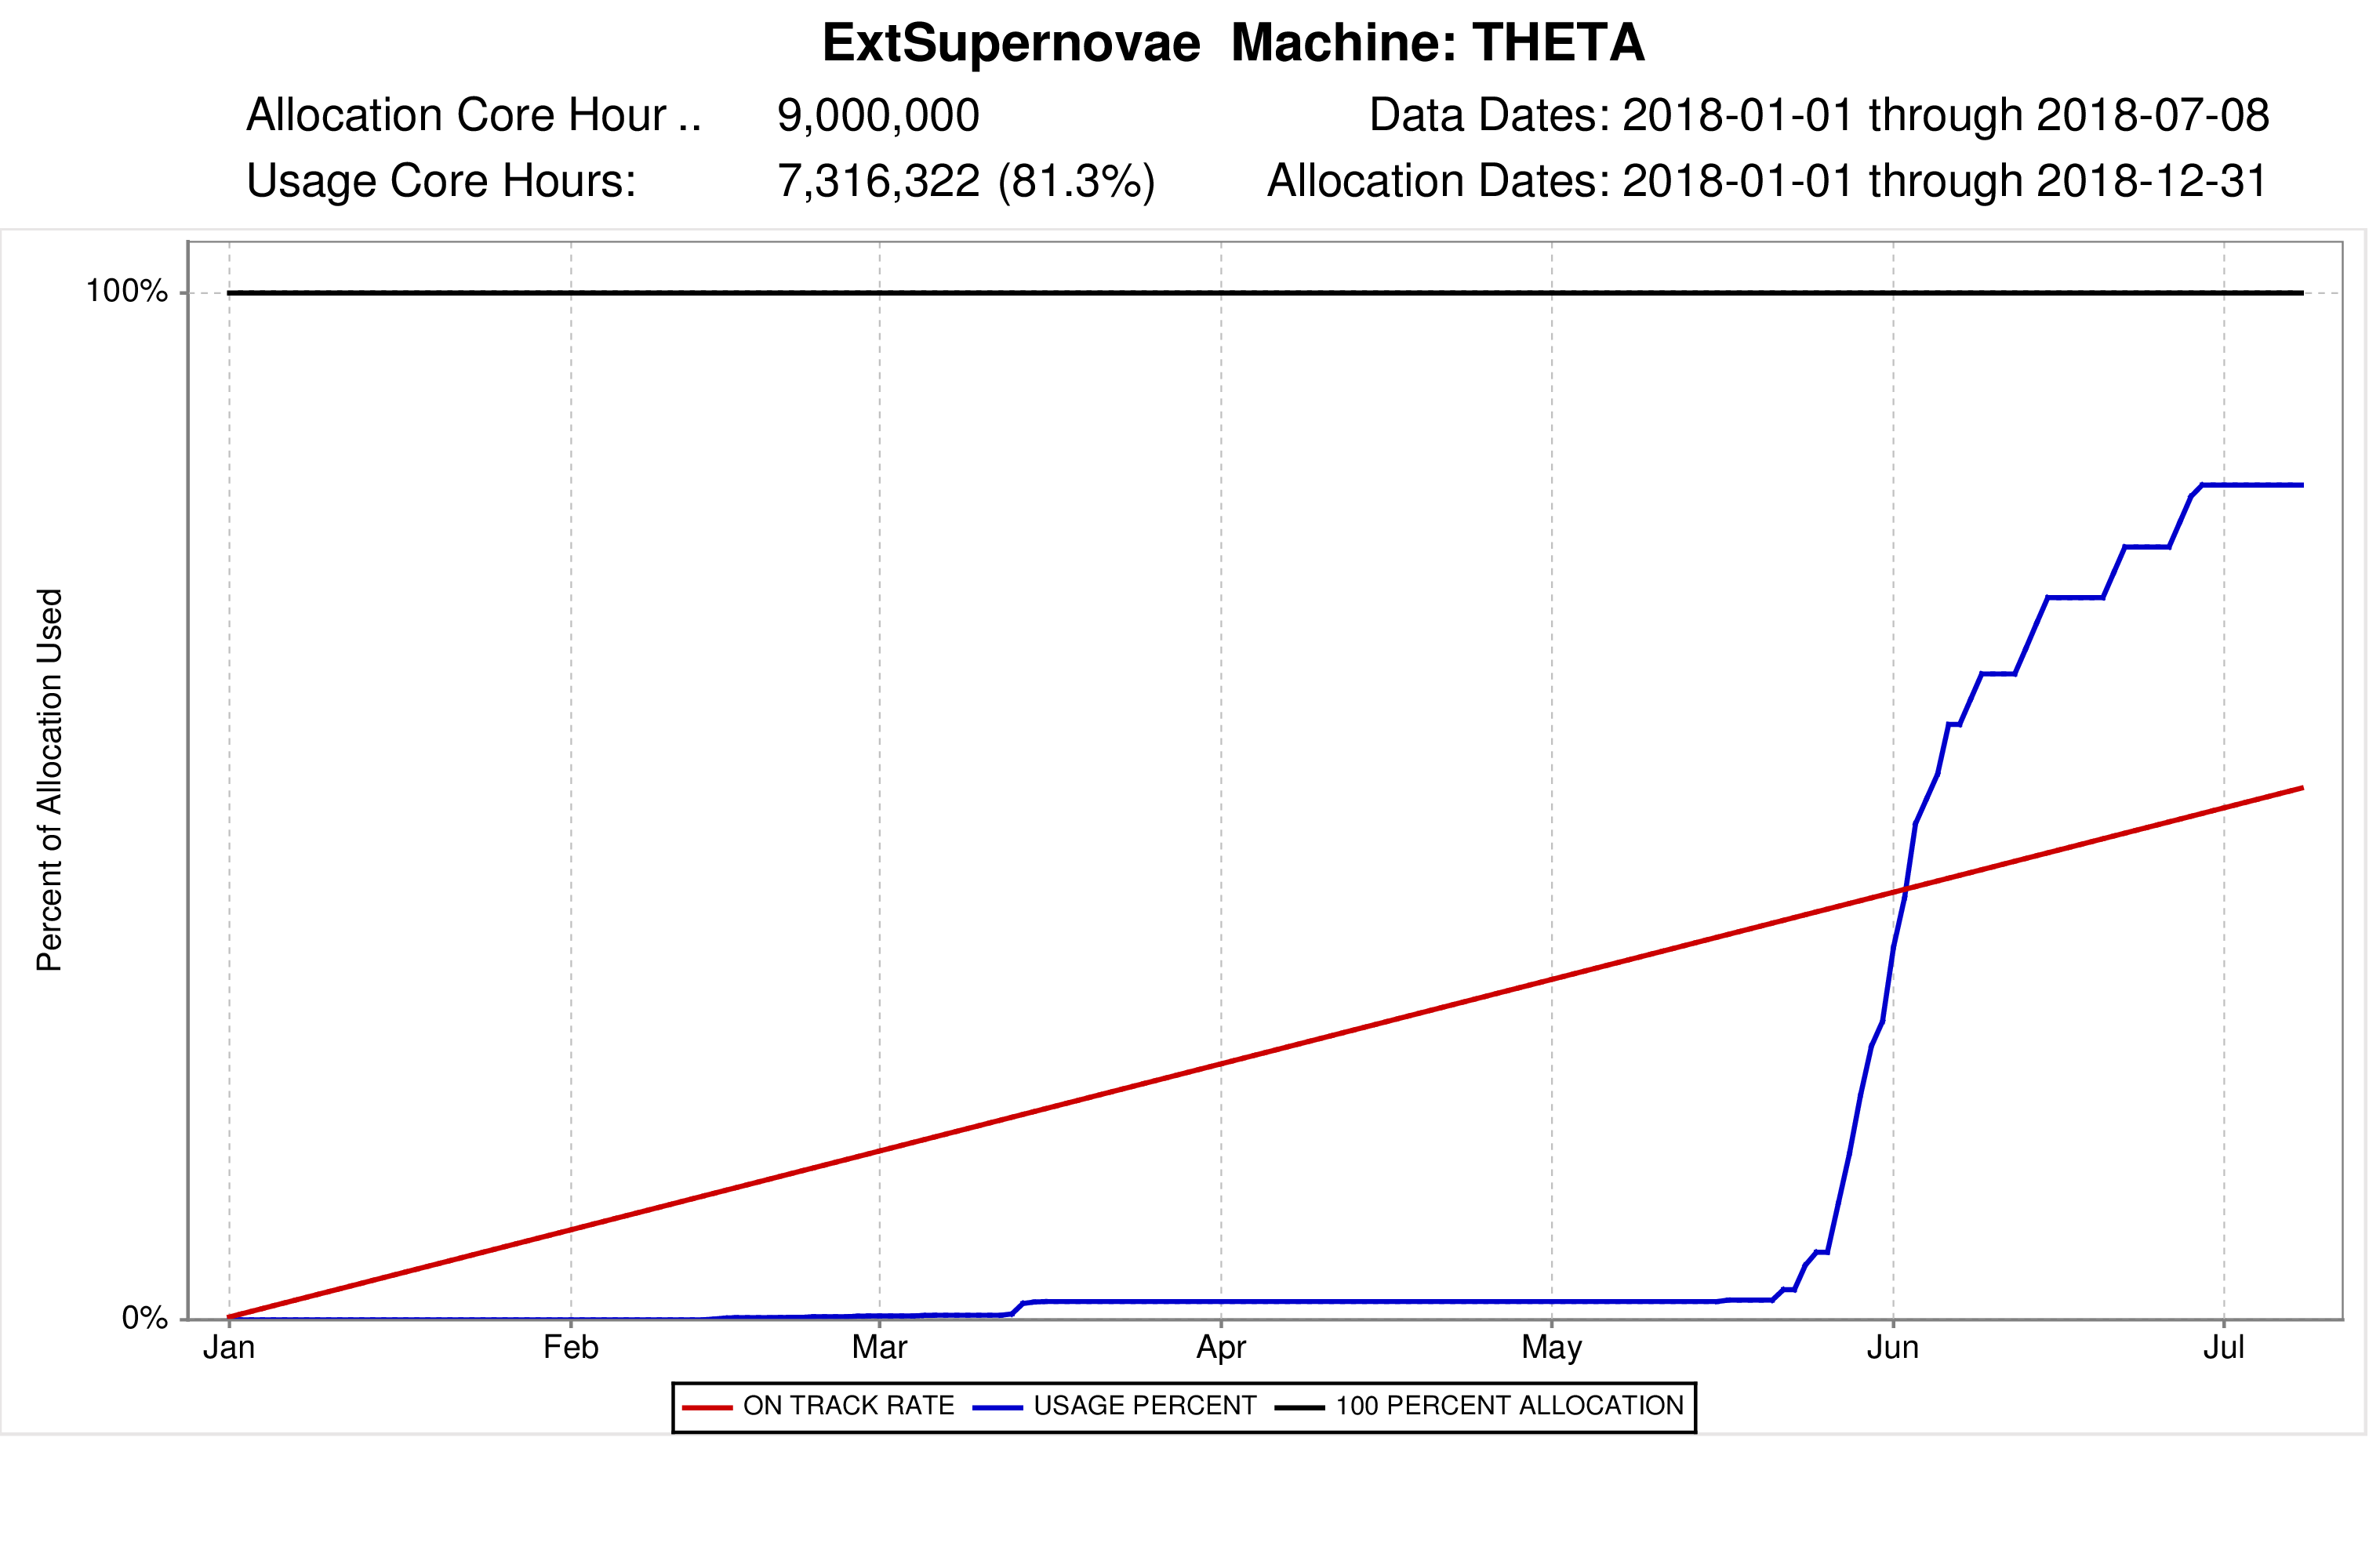 ExtSupernovae Machine: THETA
Allocation Core Hour .. 9,000,000 Data Dates: 2018-01-01 through 2018-07-08
Usage Core Hours: 7,316,322 (81.3%) Allocation Dates: 2018-01-01 through 2018-12-31
100%
Percent of Allocation Used
0%
Jan Feb Mar Apr May Jun Jul
ON TRACK RATE USAGE PERCENT 100 PERCENT ALLOCATION